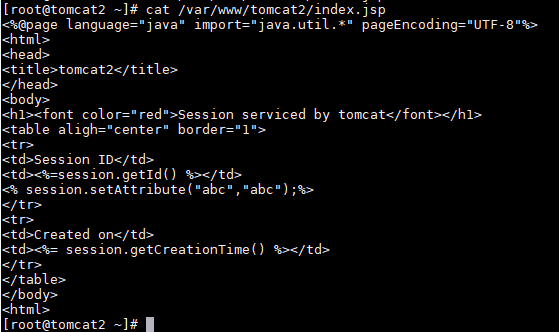 [root@tomcat2 ~]# cat /var/www/tomcat2/index.jsp
<%@page language="java" import="java.util.*" pageEncoding="UTF-8"%>
<html>
<head>
<title>tomcat2</title>
</head>
<body>
<h1><font color="red">Session serviced by tomcat</font></h1>
<table aligh="center" border="1">
<tr>
<td>Session ID</td>
<td><%=session.getId() %></td>
<% session.setAttribute("abc","abc");%>
</tr>
<tr>
<td>Created on</td>
<td><%= session.getCreationTime() %></td>
</tr>
</table>
</body>
<html>
[root@tomcat2 ~]#